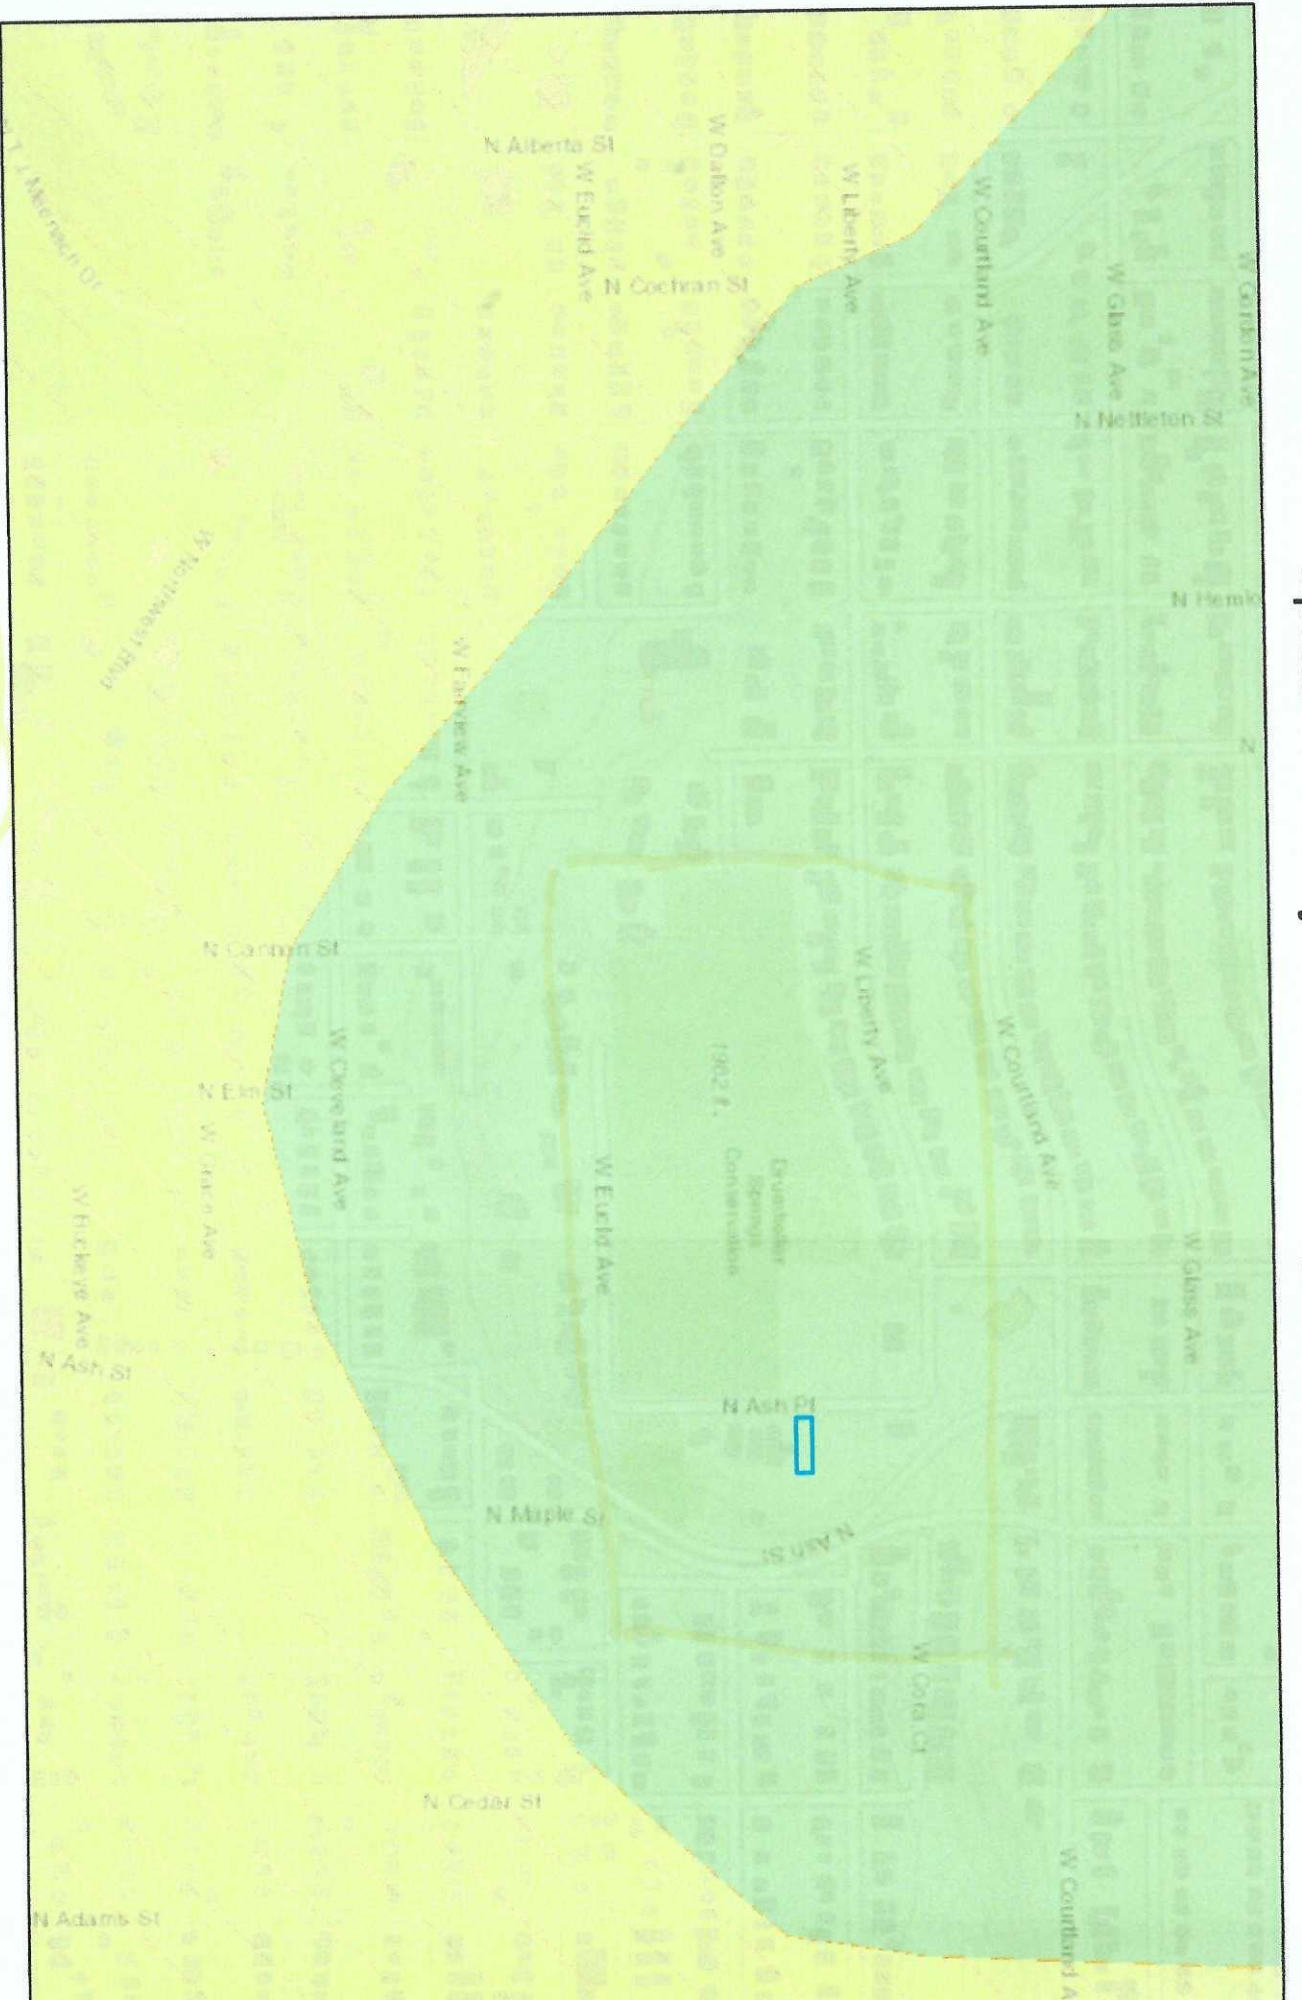 W Gordon Ave
N Alberta St
W Dalton Ave
W Euclid Ave
W Liberty Ave
W Courtland Ave
W Glass Ave
N Cochran St
N Nettleton St
N Hemlo
W Northwest Blvd
W Fairview Ave
N
N Cannon St
W Liberty Ave
W Courtland Ave
N Elm St
W Cleveland Ave
W Grace Ave
1962 ft.
Drumheller
Springs
Conservation
W Euclid Ave
W Buckeye Ave
W Glass Ave
N Ash St
N Ash Pl
N Maple St
N Ash St
W Cora Ct
N Cedar St
W Courtland A
N Adams St